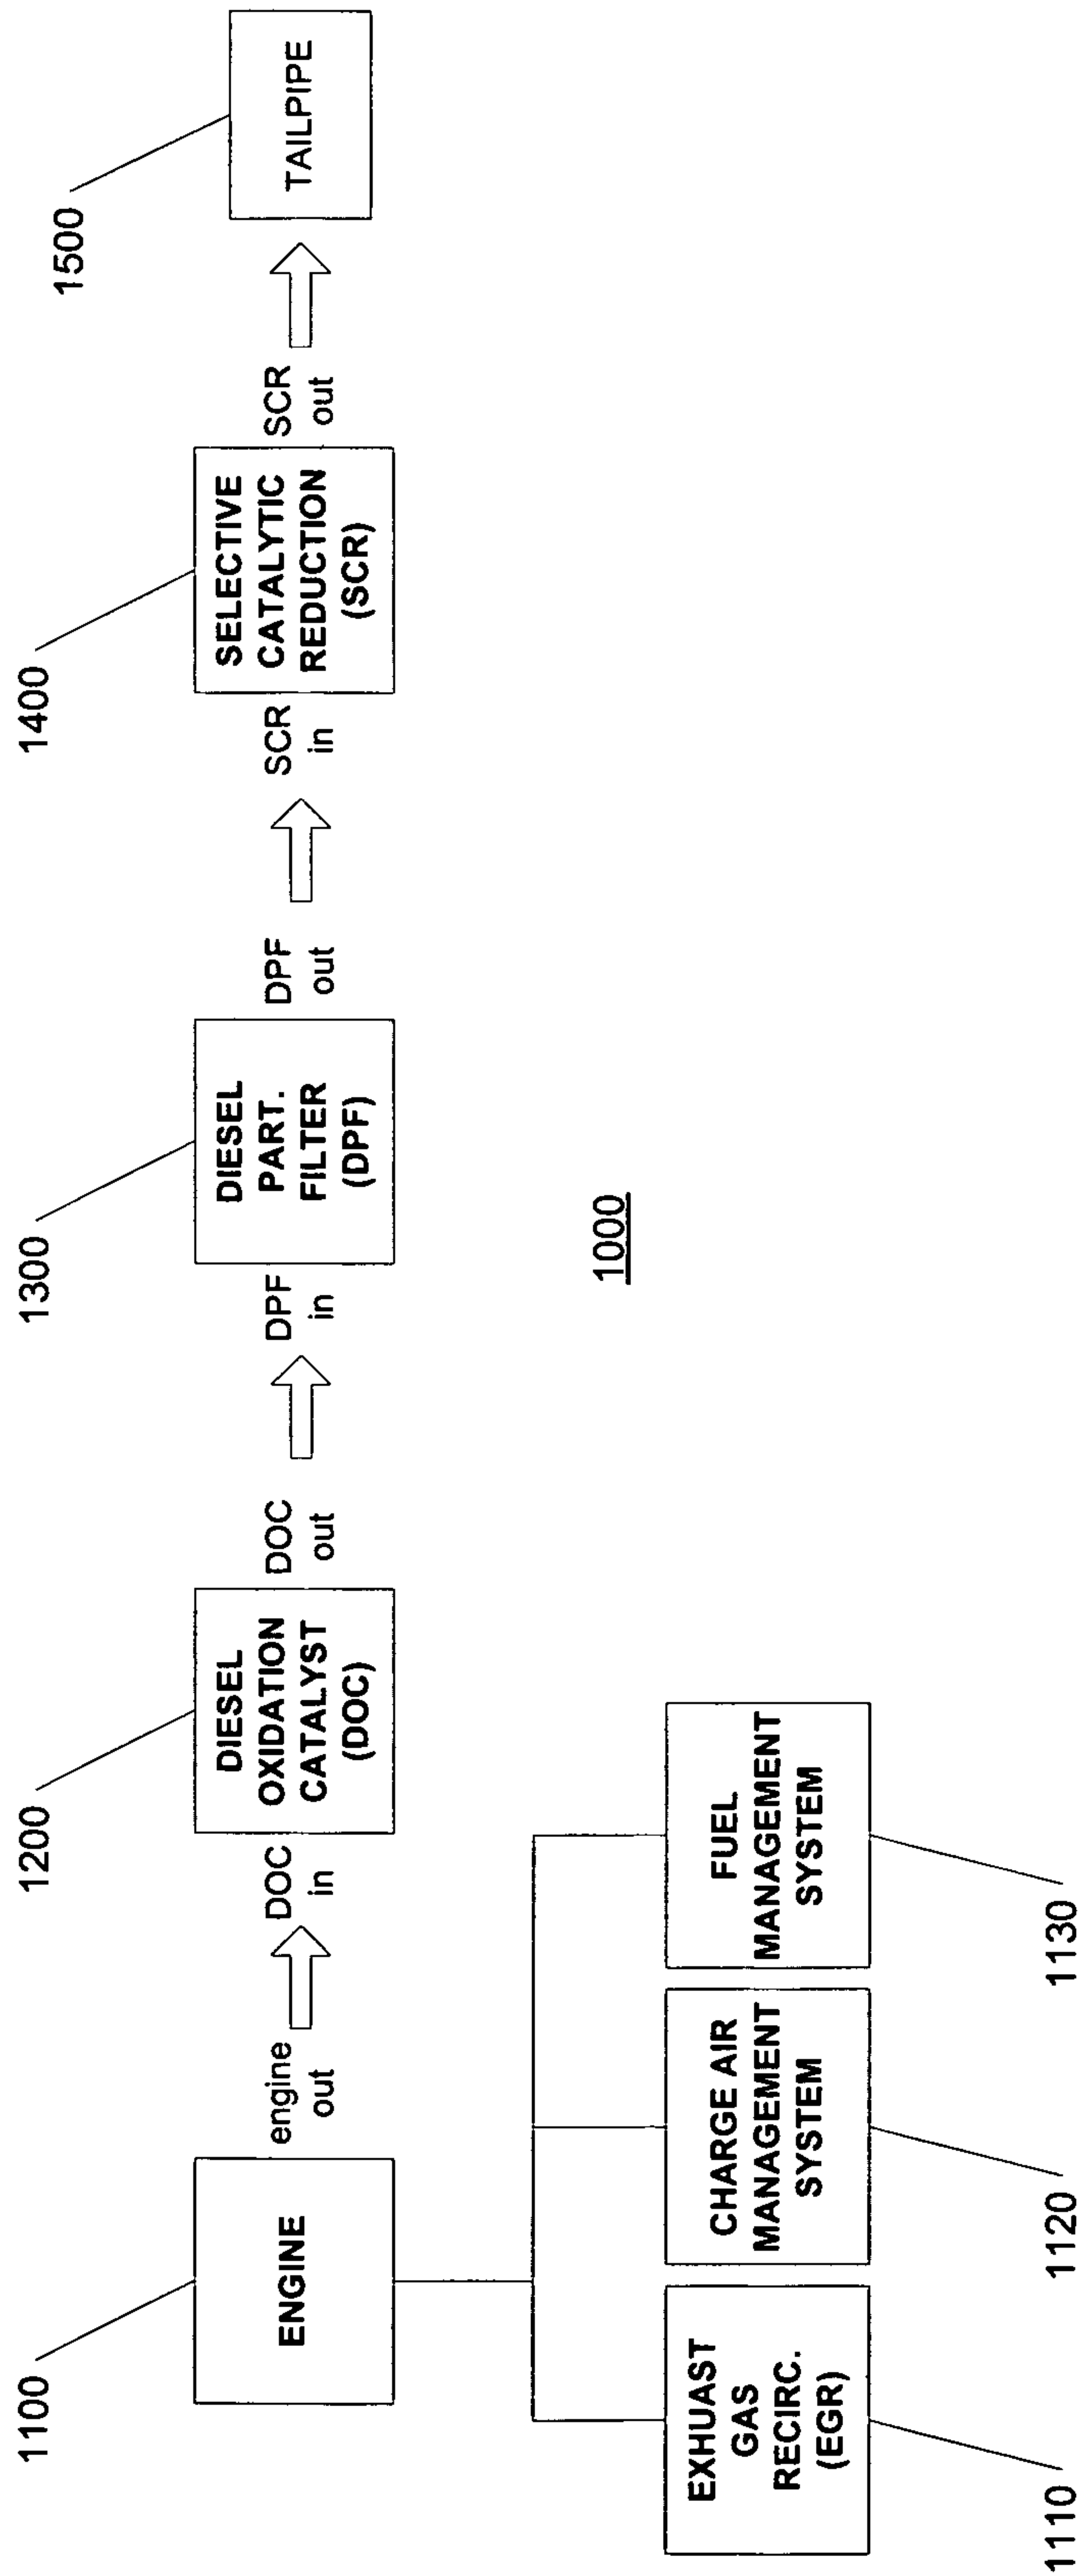 1100
ENGINE
engine
out
1200
DOC
in
DIESEL
OXIDATION
CATALYST
(DOC)
DOC
out
1300
DPF
in
DIESEL
PART.
FILTER
(DPF)
DPF
out
1400
SCR
in
SELECTIVE
CATALYTIC
REDUCTION
(SCR)
SCR
out
1500
TAILPIPE
EXHUAST
GAS
RECIRC.
(EGR)
1110
CHARGE AIR
MANAGEMENT
SYSTEM
1120
FUEL
MANAGEMENT
SYSTEM
1130
1000